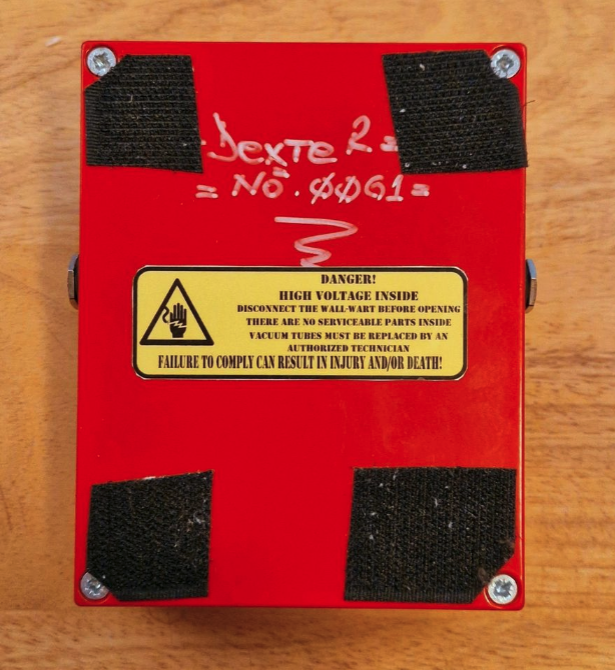 DexteR=
=No.ØØ61=
DANGER!
HIGH VOLTAGE INSIDE
DISCONNECT THE WALL-WART BEFORE OPENING
THERE ARE NO SERVICEABLE PARTS INSIDE
VACUUM TUBES MUST BE REPLACED BY AN
AUTHORIZED TECHNICIAN
FAILURE TO COMPLY CAN RESULT IN INJURY AND/OR DEATH!